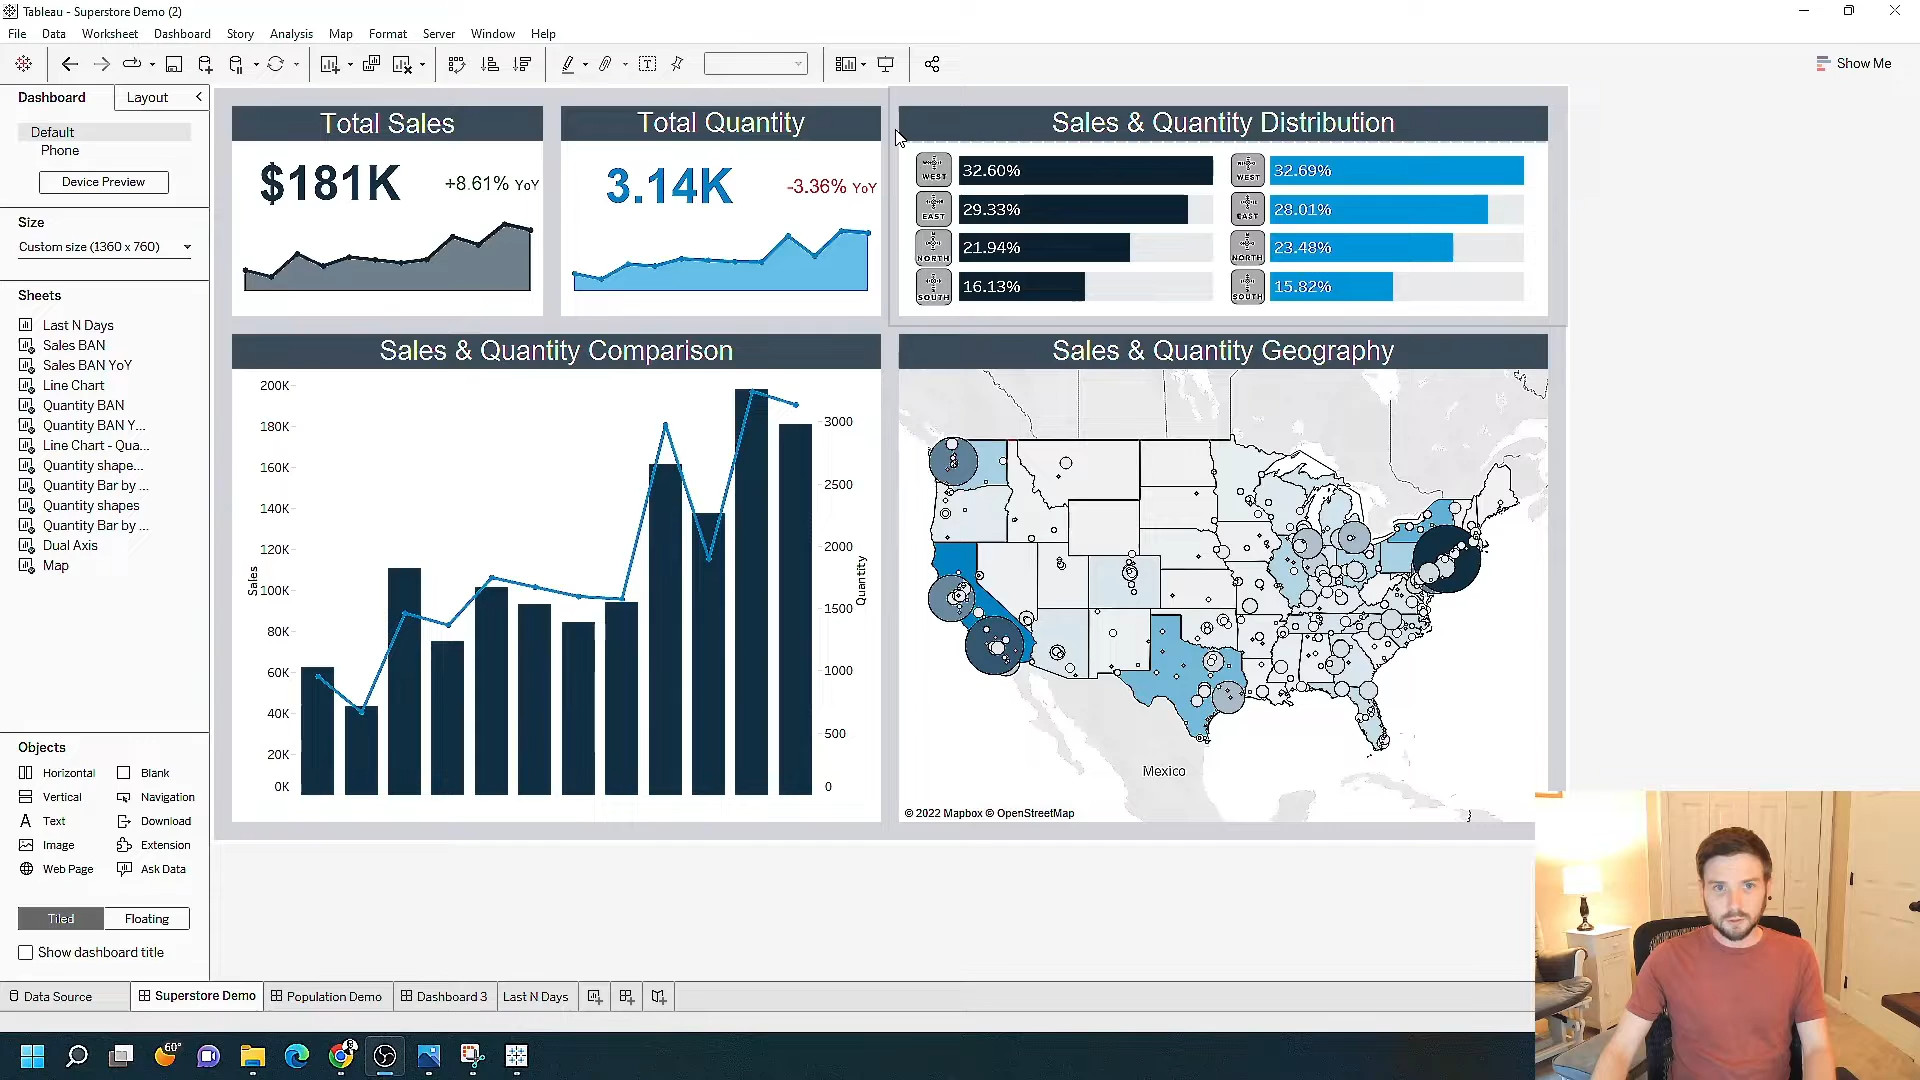 Tableau - Superstore Demo (2)
File Data Worksheet Dashboard Story Analysis Map Format Server Window Help
Show Me
Dashboard Layout
Default
Phone
Device Preview
Size
Custom size (1360 x 760)
Sheets
Last N Days
Sales BAN
Sales BAN YoY
Line Chart
Quantity BAN
Quantity BAN Y...
Line Chart - Qua...
Quantity shape...
Quantity Bar by ...
Quantity shapes
Quantity Bar by ...
Dual Axis
Map
Objects
Horizontal Blank
Vertical Navigation
Text Download
Image Extension
Web Page Ask Data
Tiled Floating
Show dashboard title
Total Sales
$181K +8.61% YoY
Total Quantity
3.14K -3.36% YoY
Sales & Quantity Distribution
WEST 32.60% WEST 32.69%
EAST 29.33% EAST 28.01%
NORTH 21.94% NORTH 23.48%
SOUTH 16.13% SOUTH 15.82%
Sales & Quantity Comparison
200K
180K
160K
140K
120K
100K
80K
60K
40K
20K
0K
Sales
3000
2500
2000
1500
1000
500
0
Quantity
Sales & Quantity Geography
Mexico
© 2022 Mapbox © OpenStreetMap
Data Source Superstore Demo Population Demo Dashboard 3 Last N Days
60°